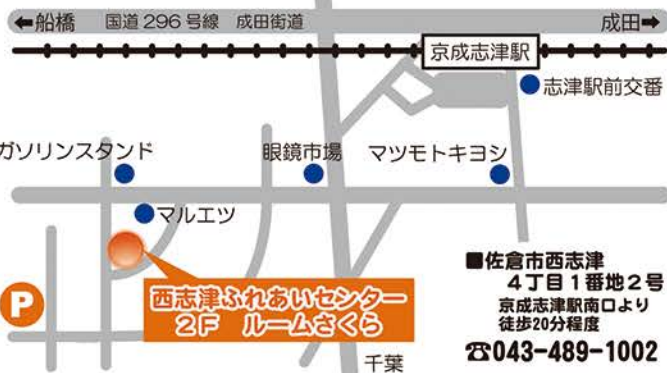 ←船橋 国道296号線 成田街道 成田→
京成志津駅
志津駅前交番
ガソリンスタンド 眼鏡市場 マツモトキヨシ
マルエツ
P
西志津ふれあいセンター
2F ルームさくら
千葉
■佐倉市西志津
4丁目1番地2号
京成志津駅南口より
徒歩20分程度
☎043-489-1002